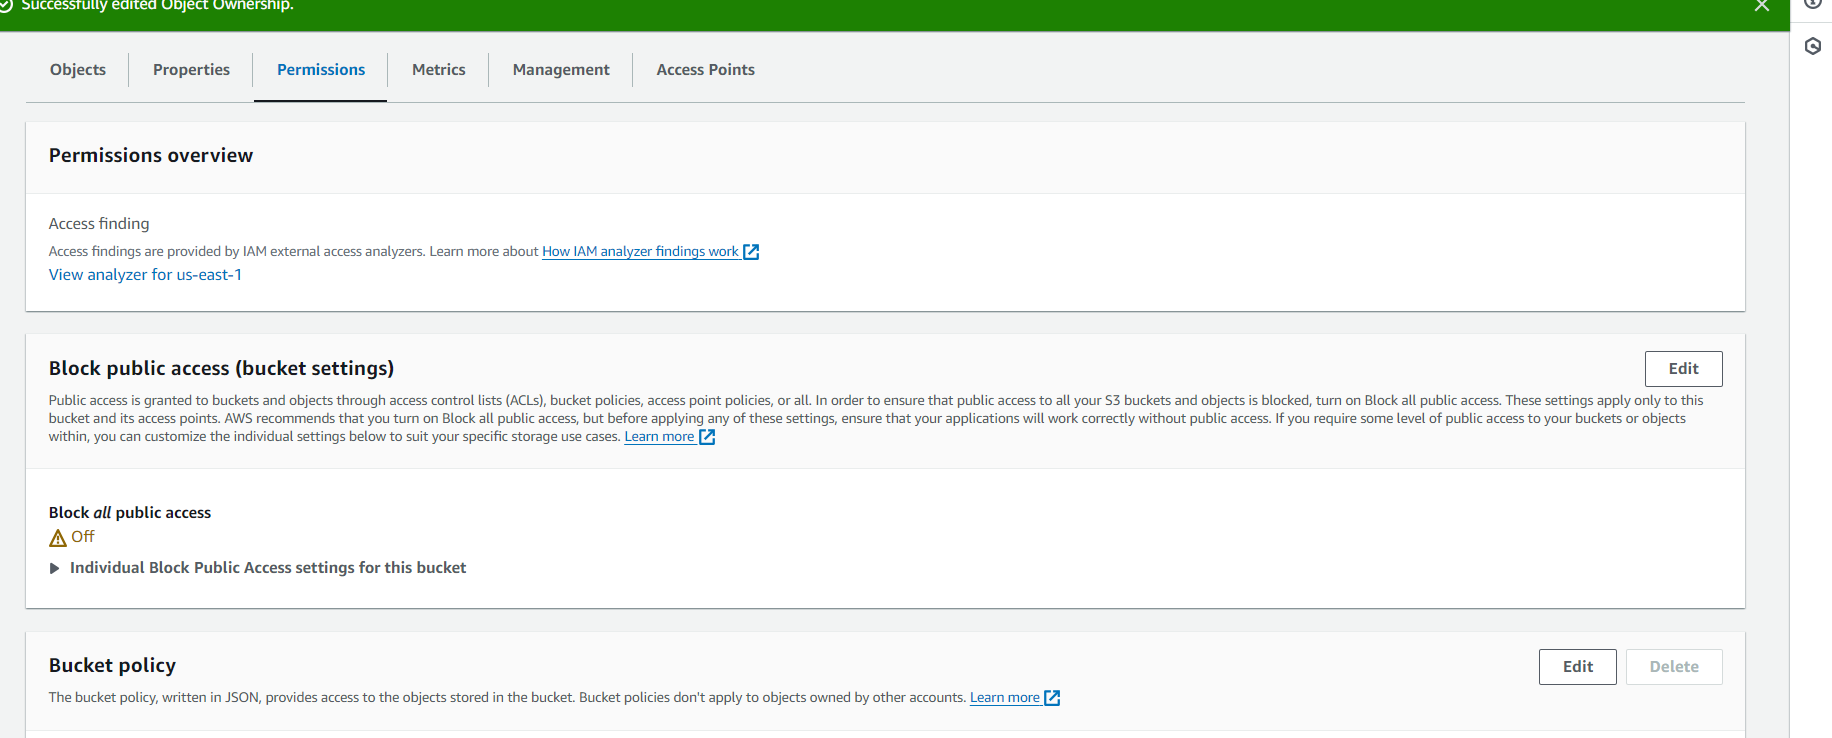 Successfully edited Object Ownership.
Objects
Properties
Permissions
Metrics
Management
Access Points
Permissions overview
Access finding
Access findings are provided by IAM external access analyzers. Learn more about How IAM analyzer findings work
View analyzer for us-east-1
Block public access (bucket settings)
Edit
Public access is granted to buckets and objects through access control lists (ACLs), bucket policies, access point policies, or all. In order to ensure that public access to all your S3 buckets and objects is blocked, turn on Block all public access. These settings apply only to this
bucket and its access points. AWS recommends that you turn on Block all public access, but before applying any of these settings, ensure that your applications will work correctly without public access. If you require some level of public access to your buckets or objects
within, you can customize the individual settings below to suit your specific storage use cases. Learn more
Block all public access
Off
Individual Block Public Access settings for this bucket
Bucket policy
Edit
Delete
The bucket policy, written in JSON, provides access to the objects stored in the bucket. Bucket policies don't apply to objects owned by other accounts. Learn more